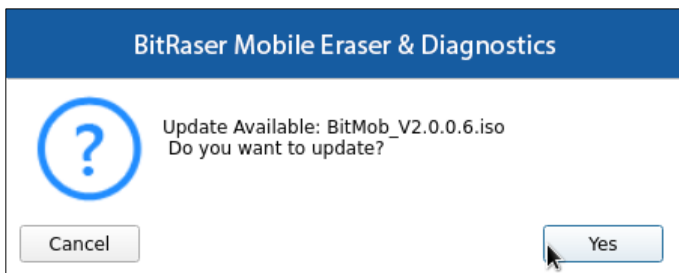 BitRaser Mobile Eraser & Diagnostics
Update Available: BitMob_V2.0.0.6.iso
Do you want to update?
Cancel
Yes